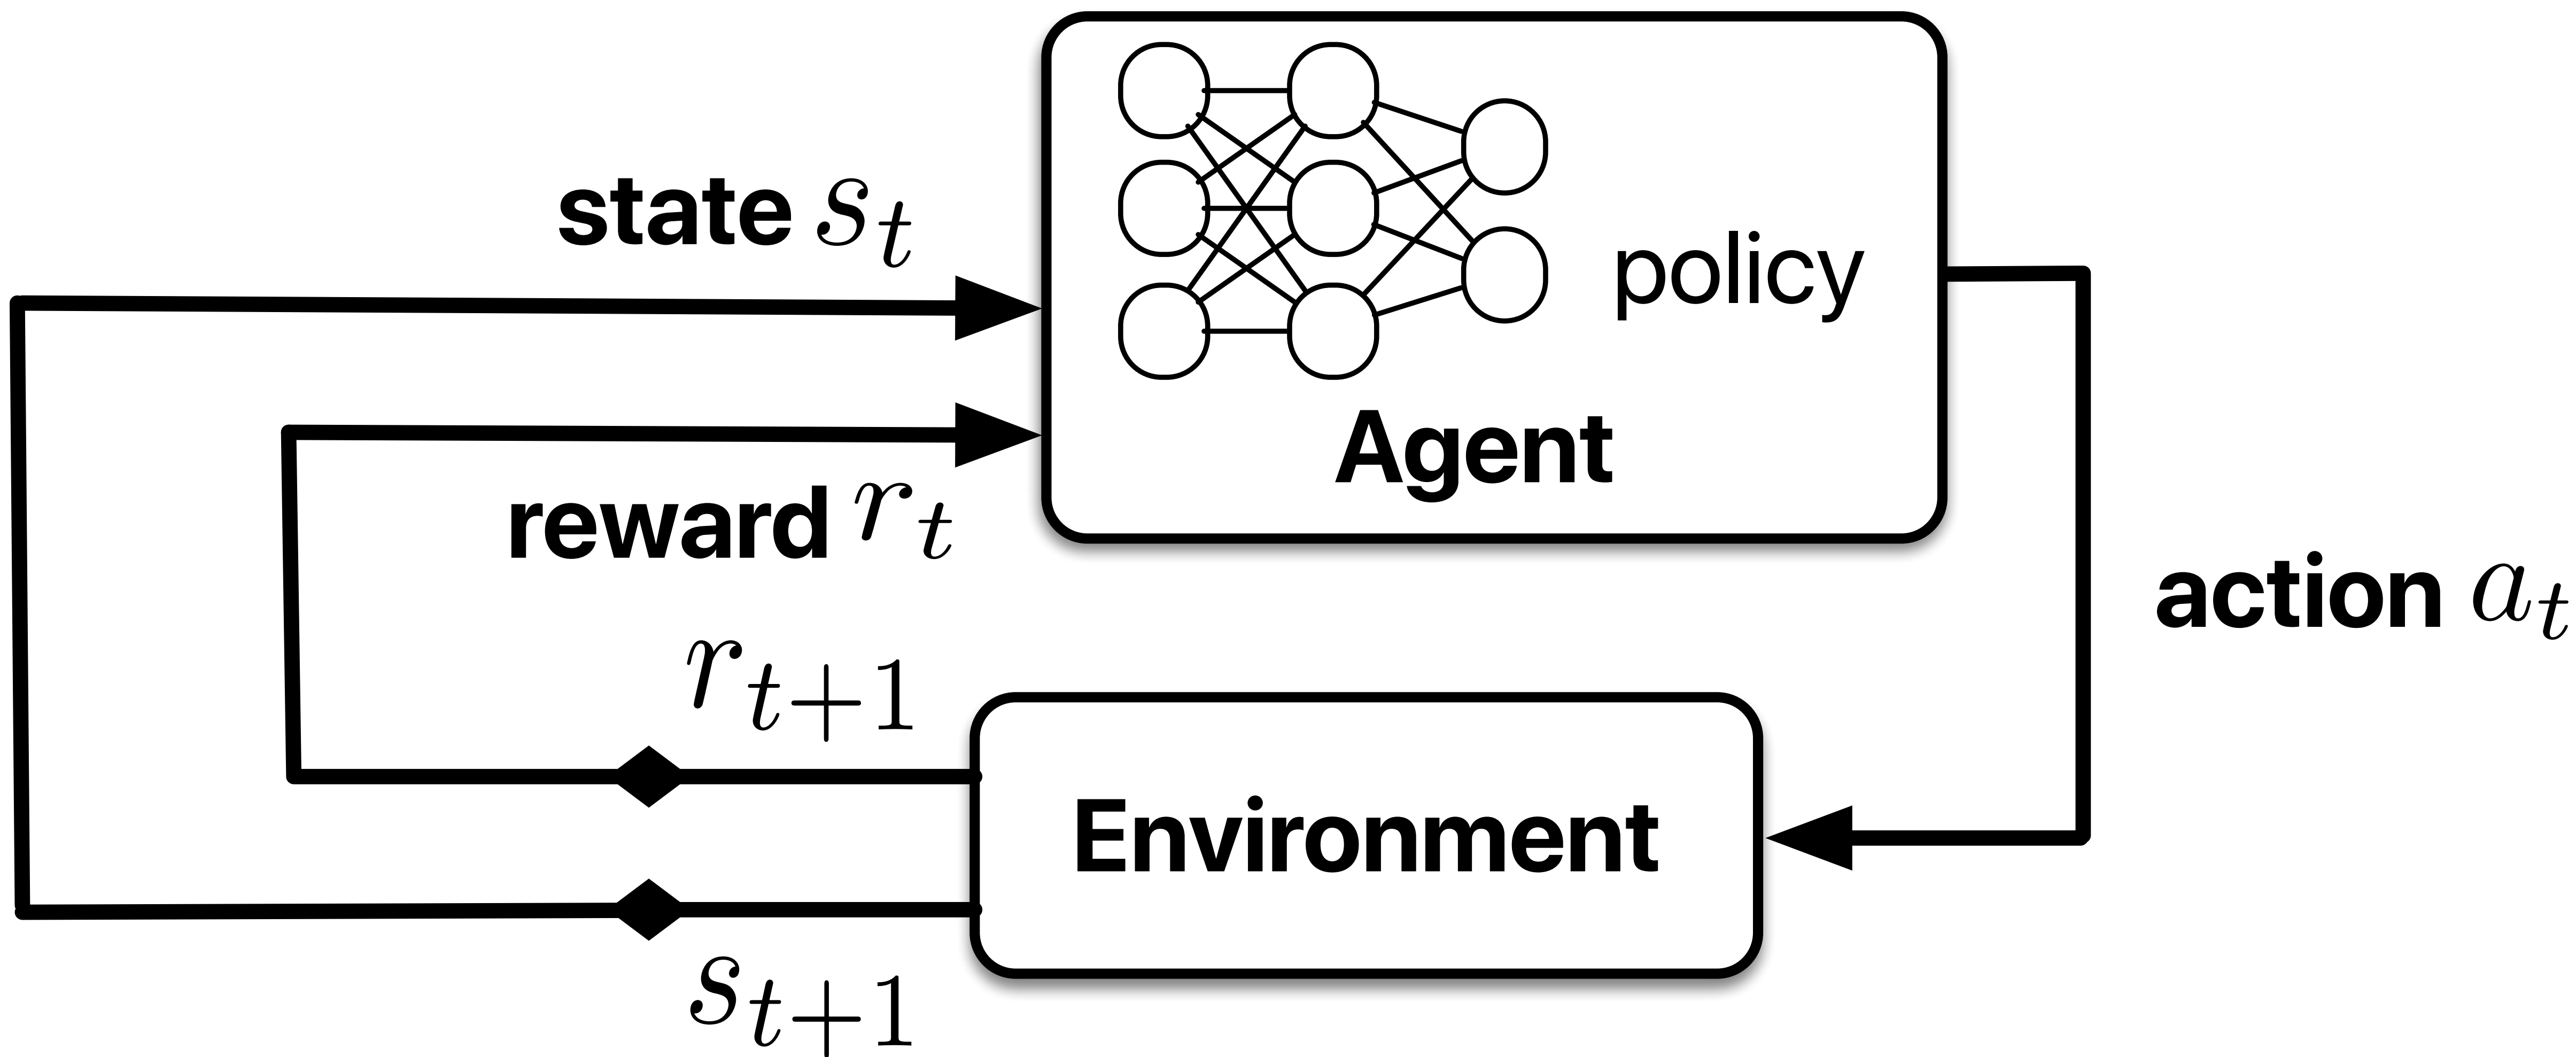 state s_t
policy
Agent
reward r_t
action a_t
r_{t+1}
Environment
s_{t+1}